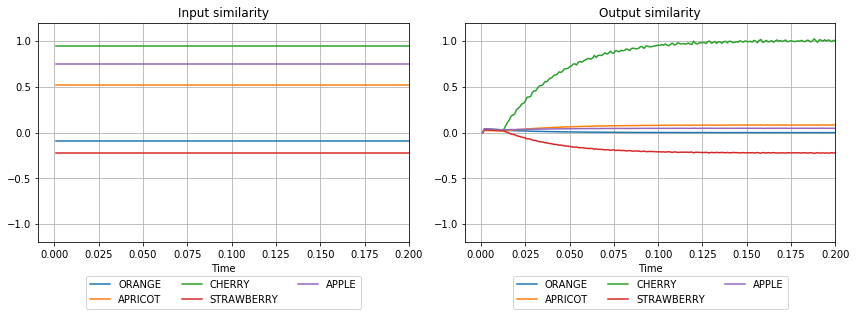 Input similarity
1.0
0.5
0.0
−0.5
−1.0
0.000 0.025 0.050 0.075 0.100 0.125 0.150 0.175 0.200
Time
ORANGE CHERRY APPLE
APRICOT STRAWBERRY
Output similarity
1.0
0.5
0.0
−0.5
−1.0
0.000 0.025 0.050 0.075 0.100 0.125 0.150 0.175 0.200
Time
ORANGE CHERRY APPLE
APRICOT STRAWBERRY